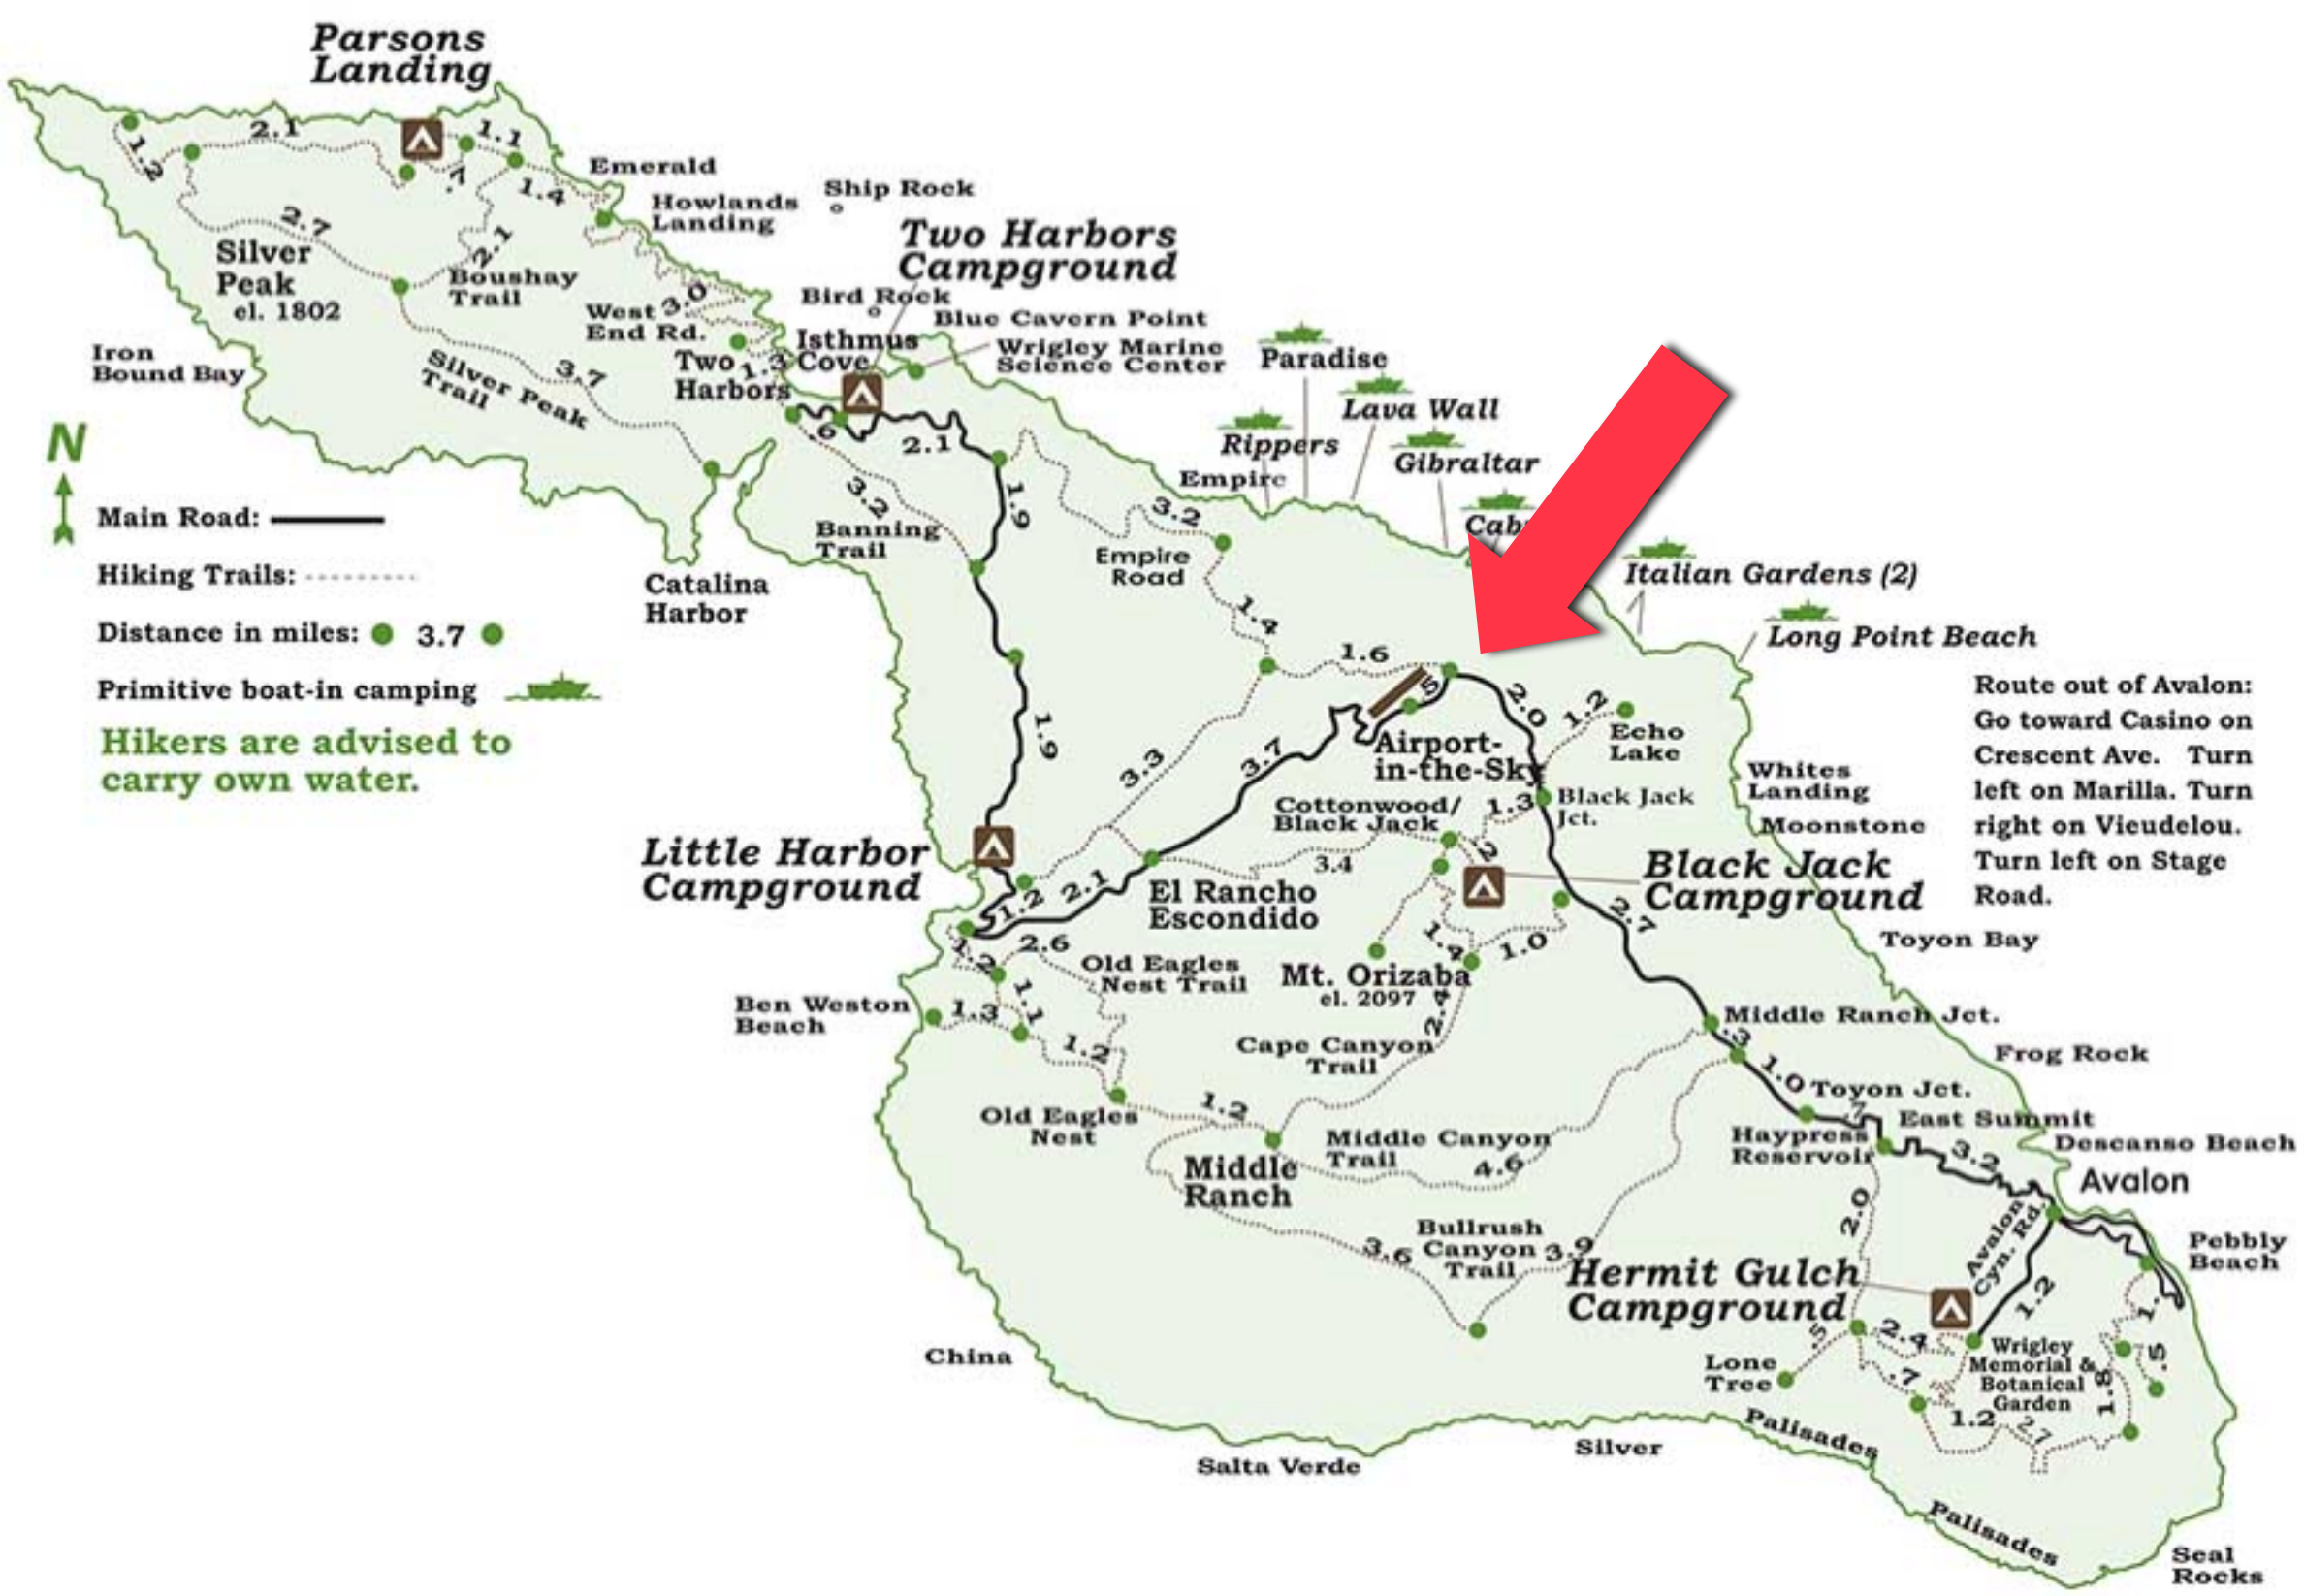 Parsons
Landing
2.1
1.1
1.2
.7
1.4
Emerald
Howlands
Landing
Ship Rock
2.7
2.1
Silver
Peak
el. 1802
Boushay
Trail
Two Harbors
Campground
Bird Rock
West
End Rd.
3.0
Blue Cavern Point
Isthmus
Cove
Wrigley Marine
Science Center
Two
Harbors
1.3
Iron
Bound Bay
Silver Peak
Trail
3.7
Paradise
Lava Wall
Rippers
Gibraltar
Empire
Italian Gardens (2)
Long Point Beach
N
Main Road:
Hiking Trails:
Distance in miles:
3.7
Primitive boat-in camping
Hikers are advised to
carry own water.
.6
2.1
3.2
Banning
Trail
1.9
3.2
Empire
Road
Catalina
Harbor
1.4
1.6
.5
2.0
1.2
Echo
Lake
1.9
3.3
3.7
Airport-
in-the-Sky
Cottonwood/
Black Jack
1.3
Black Jack
Jct.
Whites
Landing
Moonstone
Route out of Avalon:
Go toward Casino on
Crescent Ave. Turn
left on Marilla. Turn
right on Vieudelou.
Turn left on Stage
Road.
Little Harbor
Campground
3.4
.2
Black Jack
Campground
1.2
2.1
El Rancho
Escondido
2.7
Toyon Bay
1.2
2.6
Old Eagles
Nest Trail
1.4
1.0
Mt. Orizaba
el. 2097
Ben Weston
Beach
1.3
1.1
1.2
2.4
Cape Canyon
Trail
Middle Ranch Jct.
.3
Frog Rock
1.0
Toyon Jct.
Old Eagles
Nest
1.2
Middle
Ranch
Middle Canyon
Trail
4.6
.7
East Summit
Haypress
Reservoir
3.2
Descanso Beach
Avalon
3.6
Bullrush
Canyon
Trail
3.9
2.0
Avalon
Cyn. Rd.
1.2
Pebbly
Beach
Hermit Gulch
Campground
China
.5
2.4
.7
Lone
Tree
Wrigley
Memorial &
Botanical
Garden
1.2
2.7
1.8
.5
Palisades
Silver
Salta Verde
Palisades
Seal
Rocks